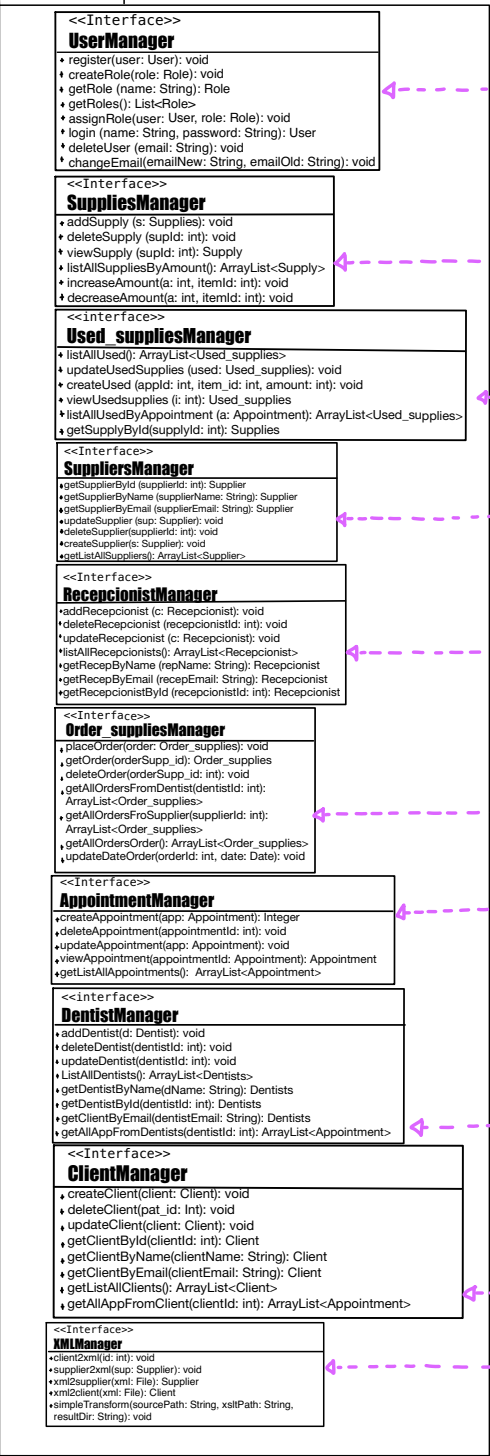 <<Interface>>
UserManager
+ register(user: User): void
+ createRole(role: Role): void
+ getRole (name: String): Role
+ getRoles(): List<Role>
+ assignRole(user: User, role: Role): void
+ login (name: String, password: String): User
+ deleteUser (email: String): void
+ changeEmail(emailNew: String, emailOld: String): void
<<Interface>>
SuppliesManager
+ addSupply (s: Supplies): void
+ deleteSupply (supId: int): void
+ viewSupply (supId: int): Supply
+ listAllSuppliesByAmount(): ArrayList<Supply>
+ increaseAmount(a: int, itemId: int): void
+ decreaseAmount(a: int, itemId: int): void
<<interface>>
Used_suppliesManager
+ listAllUsed(): ArrayList<Used_supplies>
+ updateUsedSupplies (used: Used_supplies): void
+ createUsed (appId: int, item_id: int, amount: int): void
+ viewUsedsupplies (i: int): Used_supplies
+ listAllUsedByAppointment (a: Appointment): ArrayList<Used_supplies>
+ getSupplyById(supplyId: int): Supplies
<<Interface>>
SuppliersManager
+getSupplierById (supplierId: int): Supplier
+getSupplierByName (supplierName: String): Supplier
+getSupplierByEmail (supplierEmail: String): Supplier
+updateSupplier (sup: Supplier): void
+deleteSupplier(supplierId: int): void
+createSupplier(s: Supplier): void
+getListAllSuppliers(): ArrayList<Supplier>
<<Interface>>
RecepcionistManager
+addRecepcionist (c: Recepcionist): void
+deleteRecepcionist (recepcionistId: int): void
+updateRecepcionist (c: Recepcionist): void
+listAllRecepcionists(): ArrayList<Recepcionist>
+getRecepByName (repName: String): Recepcionist
+getRecepByEmail (recepEmail: String): Recepcionist
+getRecepcionistById (recepcionistId: int): Recepcionist
<<Interface>>
Order_suppliesManager
+ placeOrder(order: Order_supplies): void
+ getOrder(orderSupp_id): Order_supplies
+ deleteOrder(orderSupp_id: int): void
+ getAllOrdersFromDentist(dentistId: int):
ArrayList<Order_supplies>
+ getAllOrdersFroSupplier(supplierId: int):
ArrayList<Order_supplies>
+ getAllOrdersOrder(): ArrayList<Order_supplies>
+ updateDateOrder(orderId: int, date: Date): void
<<Interface>>
AppointmentManager
+createAppointment(app: Appointment): Integer
+deleteAppointment(appointmentId: int): void
+updateAppointment(app: Appointment): void
+viewAppointment(appointmentId: Appointment): Appointment
+getListAllAppointments(): ArrayList<Appointment>
<<interface>>
DentistManager
+ addDentist(d: Dentist): void
+ deleteDentist(dentistId: int): void
+ updateDentist(dentistId: int): void
+ ListAllDentists(): ArrayList<Dentists>
+ getDentistByName(dName: String): Dentists
+ getDentistById(dentistId: int): Dentists
+ getClientByEmail(dentistEmail: String): Dentists
+ getAllAppFromDentists(dentistId: int): ArrayList<Appointment>
<<Interface>>
ClientManager
+ createClient(client: Client): void
+ deleteClient(pat_id: Int): void
+ updateClient(client: Client): void
+ getClientById(clientId: int): Client
+ getClientByName(clientName: String): Client
+ getClientByEmail(clientEmail: String): Client
+ getListAllClients(): ArrayList<Client>
+ getAllAppFromClient(clientId: int): ArrayList<Appointment>
<<Interface>>
XMLManager
+client2xml(id: int): void
+supplier2xml(sup: Supplier): void
+xml2supplier(xml: File): Supplier
+xml2client(xml: File): Client
+simpleTransform(sourcePath: String, xsltPath: String,
resultDir: String): void